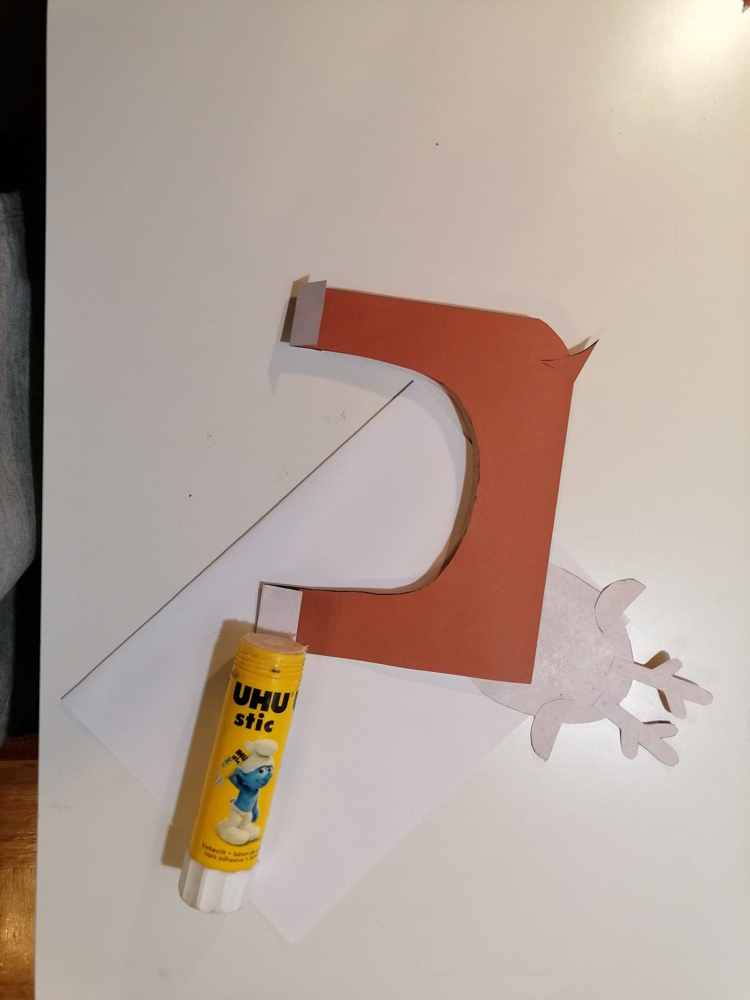 UHU®
stic
UHU
stic
klebestift • bâton de
lapiz adhesivo •